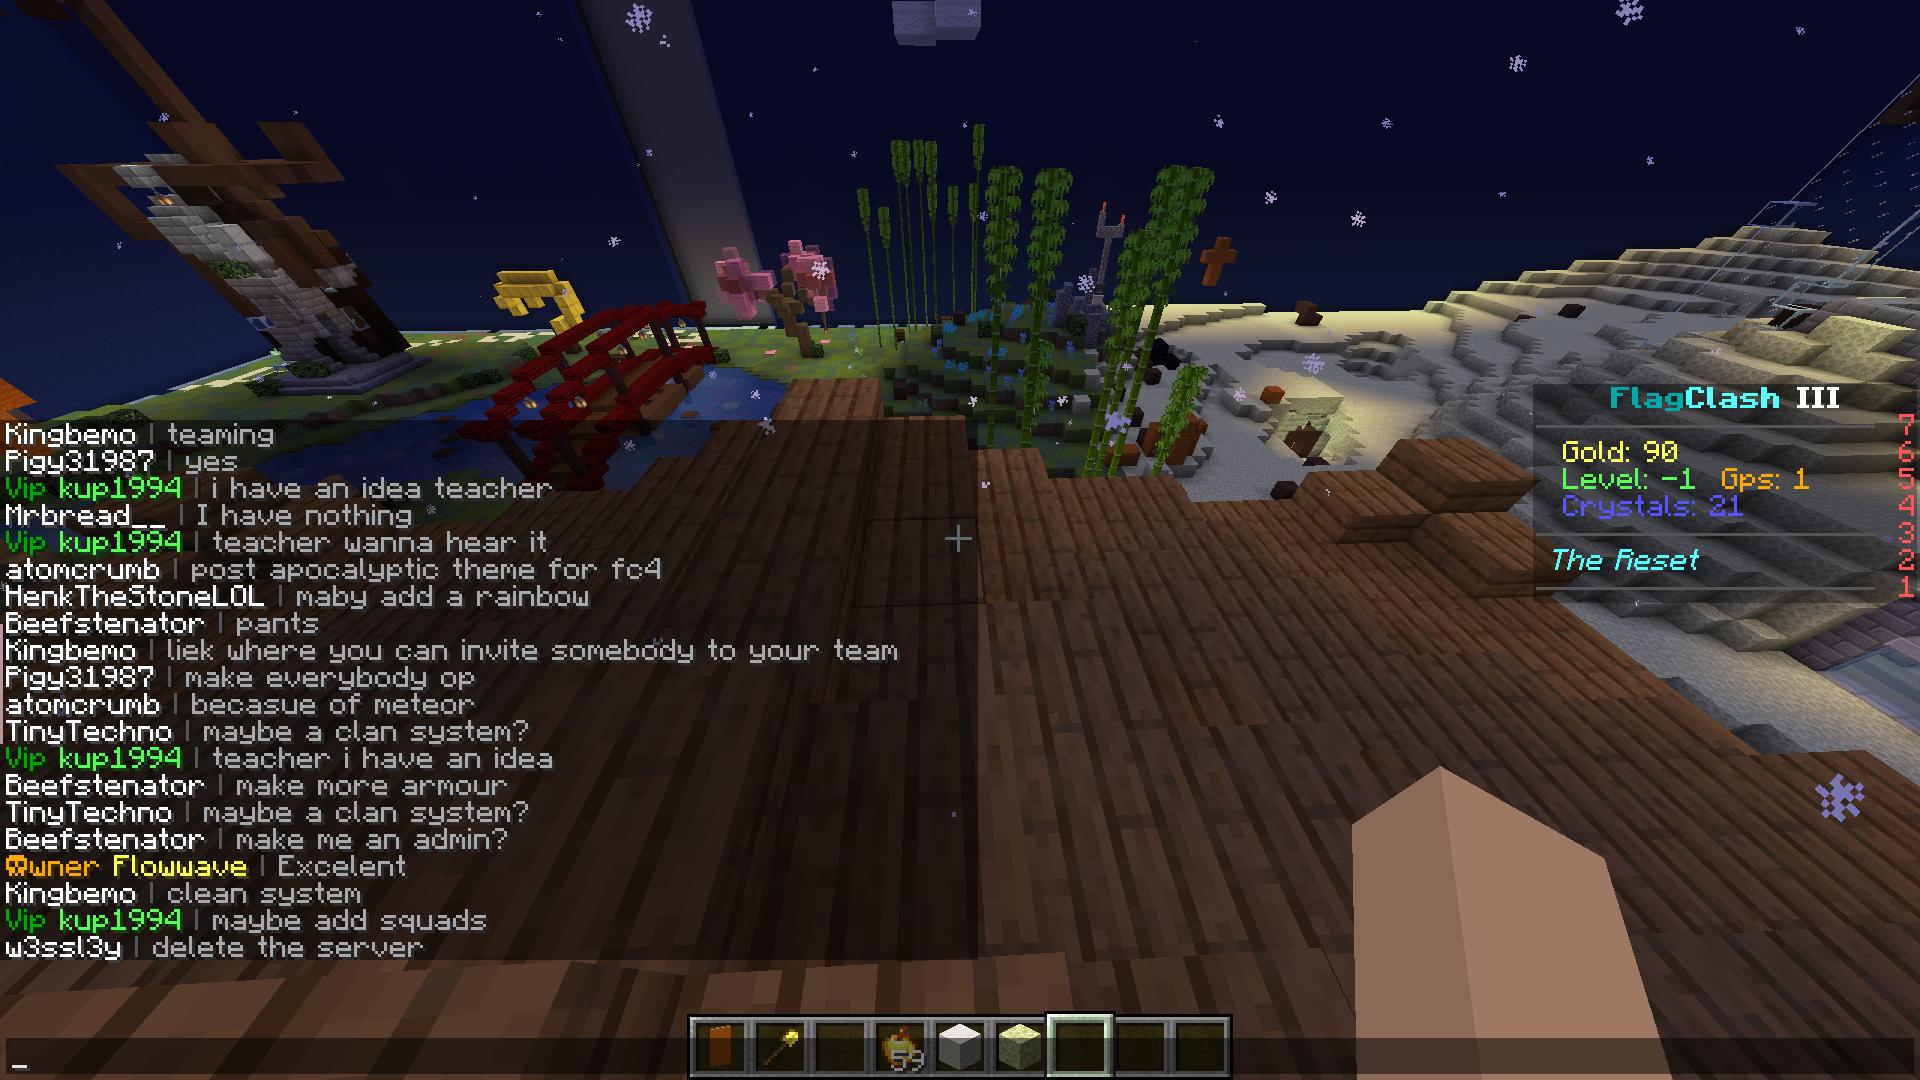 Kingbemo | teaming
Pigy31987 | yes
Vip kup1994 | i have an idea teacher
Mrbread__ | I have nothing
Vip kup1994 | teacher wanna hear it
atomcrumb | post apocalyptic theme for fc4
HenkTheStoneLOL | maby add a rainbow
Beefstenator | pants
Kingbemo | liek where you can invite somebody to your team
Pigy31987 | make everybody op
atomcrumb | becasue of meteor
TinyTechno | maybe a clan system?
Vip kup1994 | teacher i have an idea
Beefstenator | make more armour
TinyTechno | maybe a clan system?
Beefstenator | make me an admin?
Owner Flowwave | Excelent
Kingbemo | clean system
Vip kup1994 | maybe add squads
w3ssl3y | delete the server
_
FlagClash III
7
Gold: 90 6
Level: -1 Gps: 1 5
Crystals: 21 4
3
The Reset 2
1
59